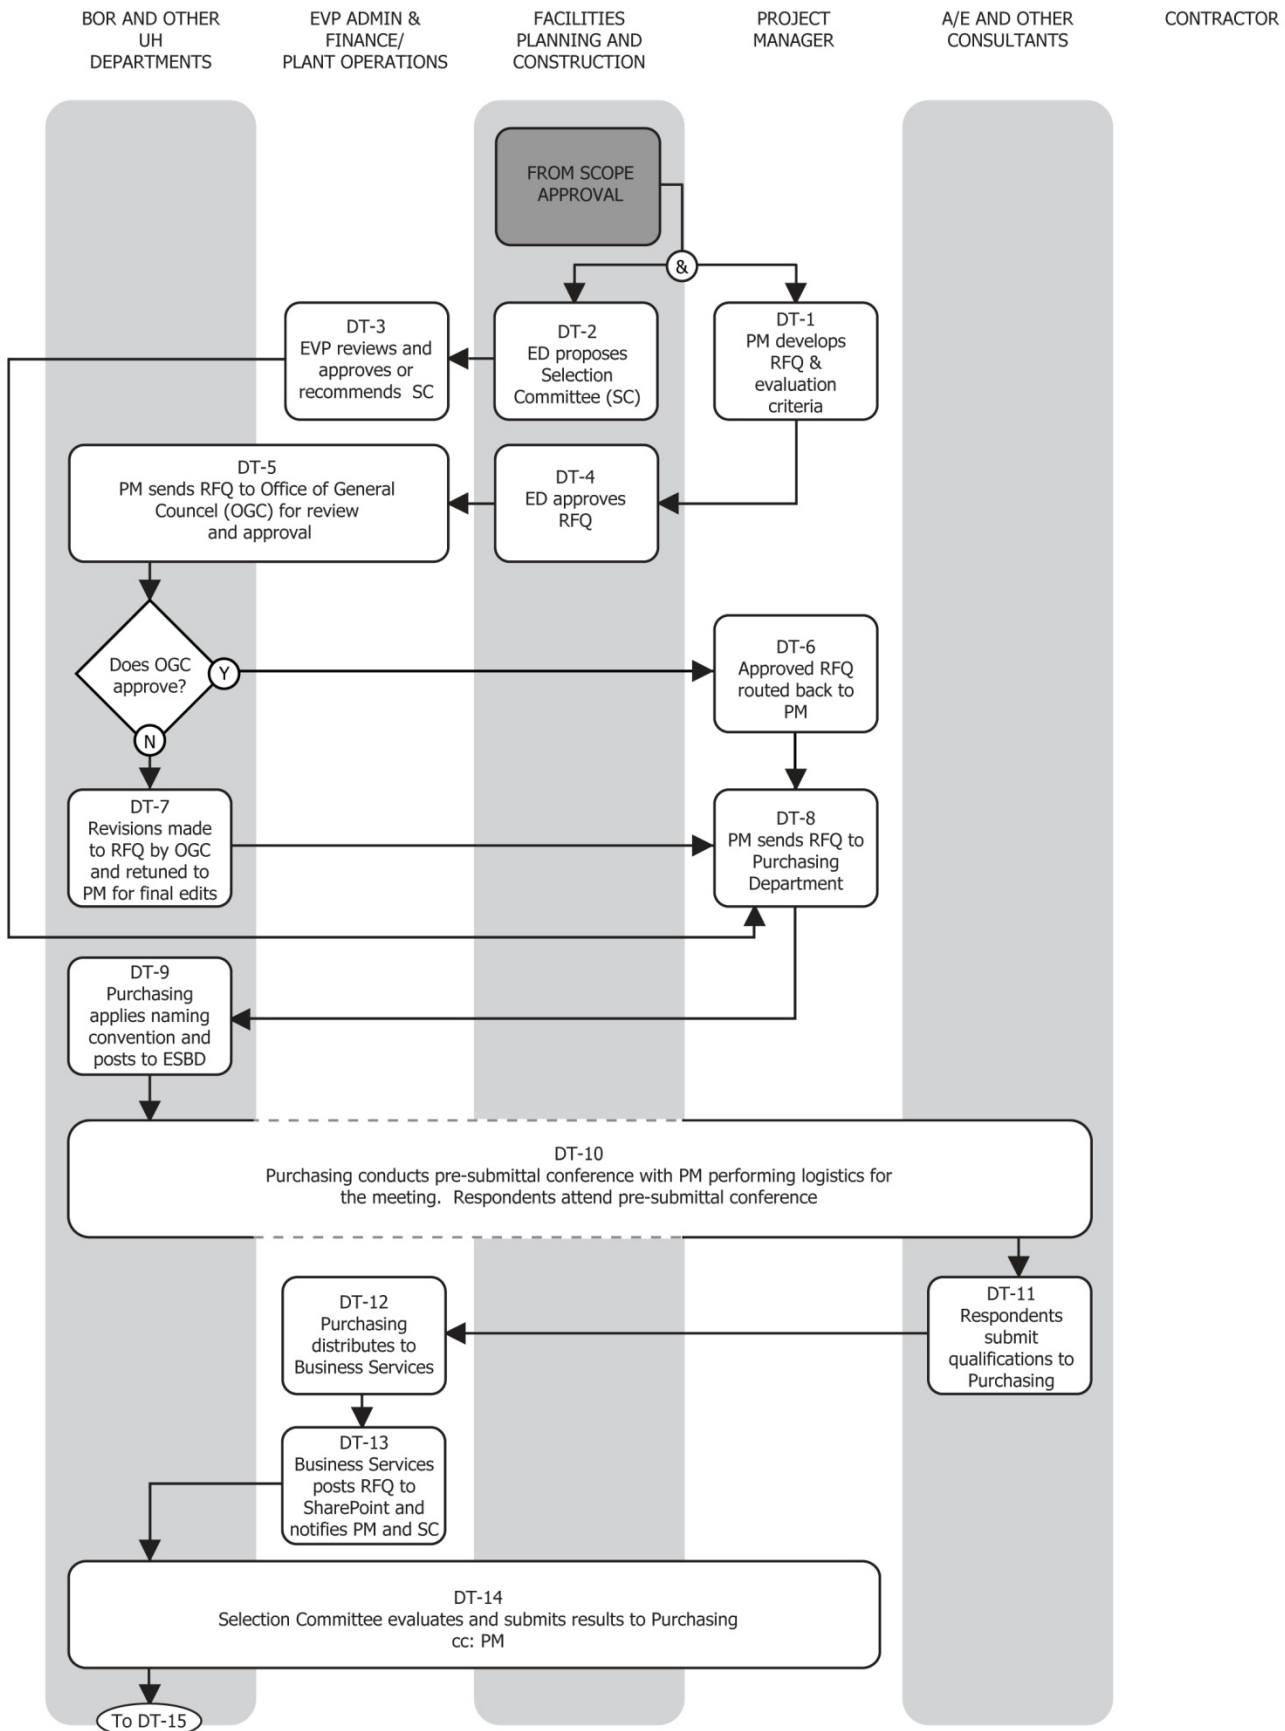 BOR AND OTHER
UH
DEPARTMENTS
EVP ADMIN &
FINANCE/
PLANT OPERATIONS
FACILITIES
PLANNING AND
CONSTRUCTION
PROJECT
MANAGER
A/E AND OTHER
CONSULTANTS
CONTRACTOR
FROM SCOPE
APPROVAL
&
DT-3
EVP reviews and
approves or
recommends SC
DT-2
ED proposes
Selection
Committee (SC)
DT-1
PM develops
RFQ &
evaluation
criteria
DT-5
PM sends RFQ to Office of General
Councel (OGC) for review
and approval
DT-4
ED approves
RFQ
Does OGC
approve?
Y
N
DT-6
Approved RFQ
routed back to
PM
DT-7
Revisions made
to RFQ by OGC
and retuned to
PM for final edits
DT-8
PM sends RFQ to
Purchasing
Department
DT-9
Purchasing
applies naming
convention and
posts to ESBD
DT-10
Purchasing conducts pre-submittal conference with PM performing logistics for
the meeting.  Respondents attend pre-submittal conference
DT-12
Purchasing
distributes to
Business Services
DT-11
Respondents
submit
qualifications to
Purchasing
DT-13
Business Services
posts RFQ to
SharePoint and
notifies PM and SC
DT-14
Selection Committee evaluates and submits results to Purchasing
cc: PM
To DT-15